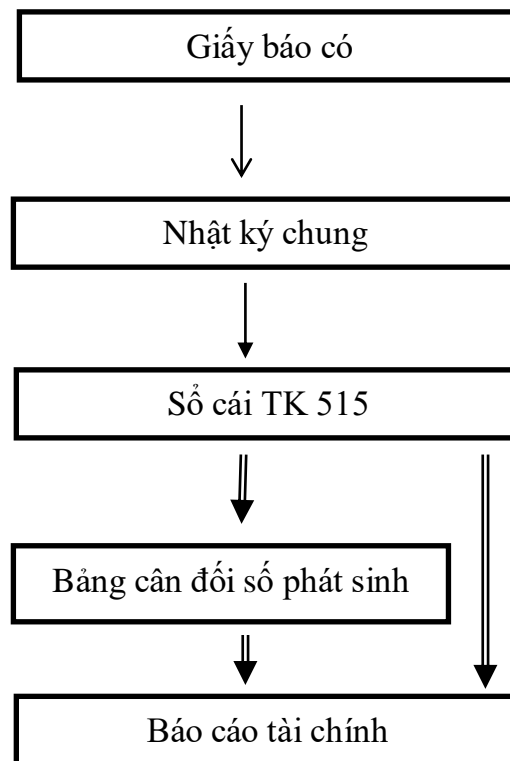 Giấy báo có
Nhật ký chung
Sổ cái TK 515
Bảng cân đối số phát sinh
Báo cáo tài chính